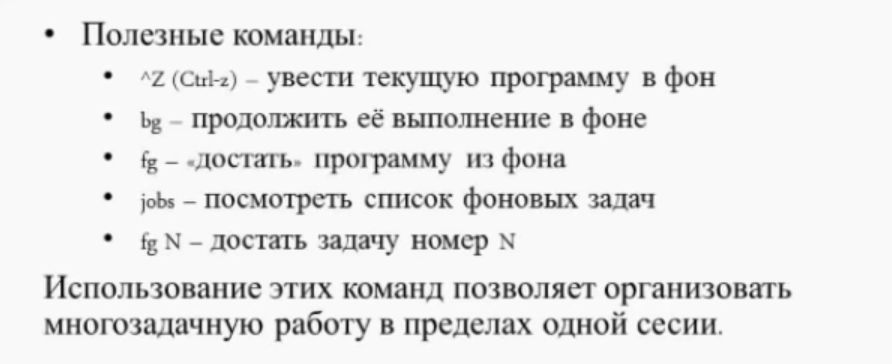 • Полезные команды:
• ^Z (Ctrl-z) – увести текущую программу в фон
• bg – продолжить её выполнение в фоне
• fg – «достать» программу из фона
• jobs – посмотреть список фоновых задач
• fg N – достать задачу номер N
Использование этих команд позволяет организовать
многозадачную работу в пределах одной сесии.